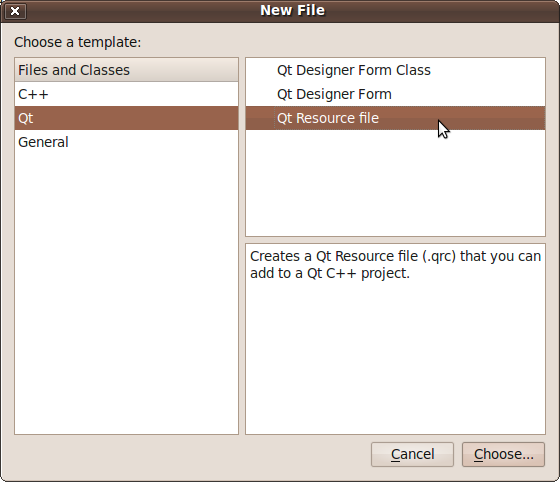 New File
Choose a template:
Files and Classes
C++
Qt
General
Qt Designer Form Class
Qt Designer Form
Qt Resource file
Creates a Qt Resource file (.qrc) that you can
add to a Qt C++ project.
Cancel
Choose...